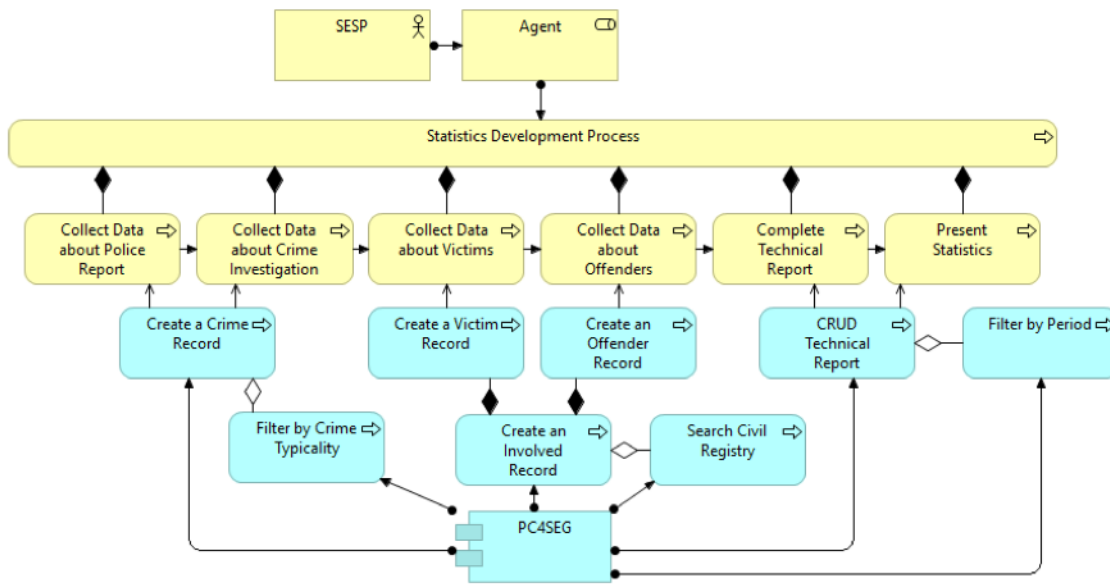 SESP
Agent
Statistics Development Process
Collect Data
about Police
Report
Collect Data
about Crime
Investigation
Collect Data
about Victims
Collect Data
about
Offenders
Complete
Technical
Report
Present
Statistics
Create a Crime
Record
Create a Victim
Record
Create an
Offender
Record
CRUD
Technical
Report
Filter by Period
Filter by Crime
Typicality
Create an
Involved
Record
Search Civil
Registry
PC4SEG